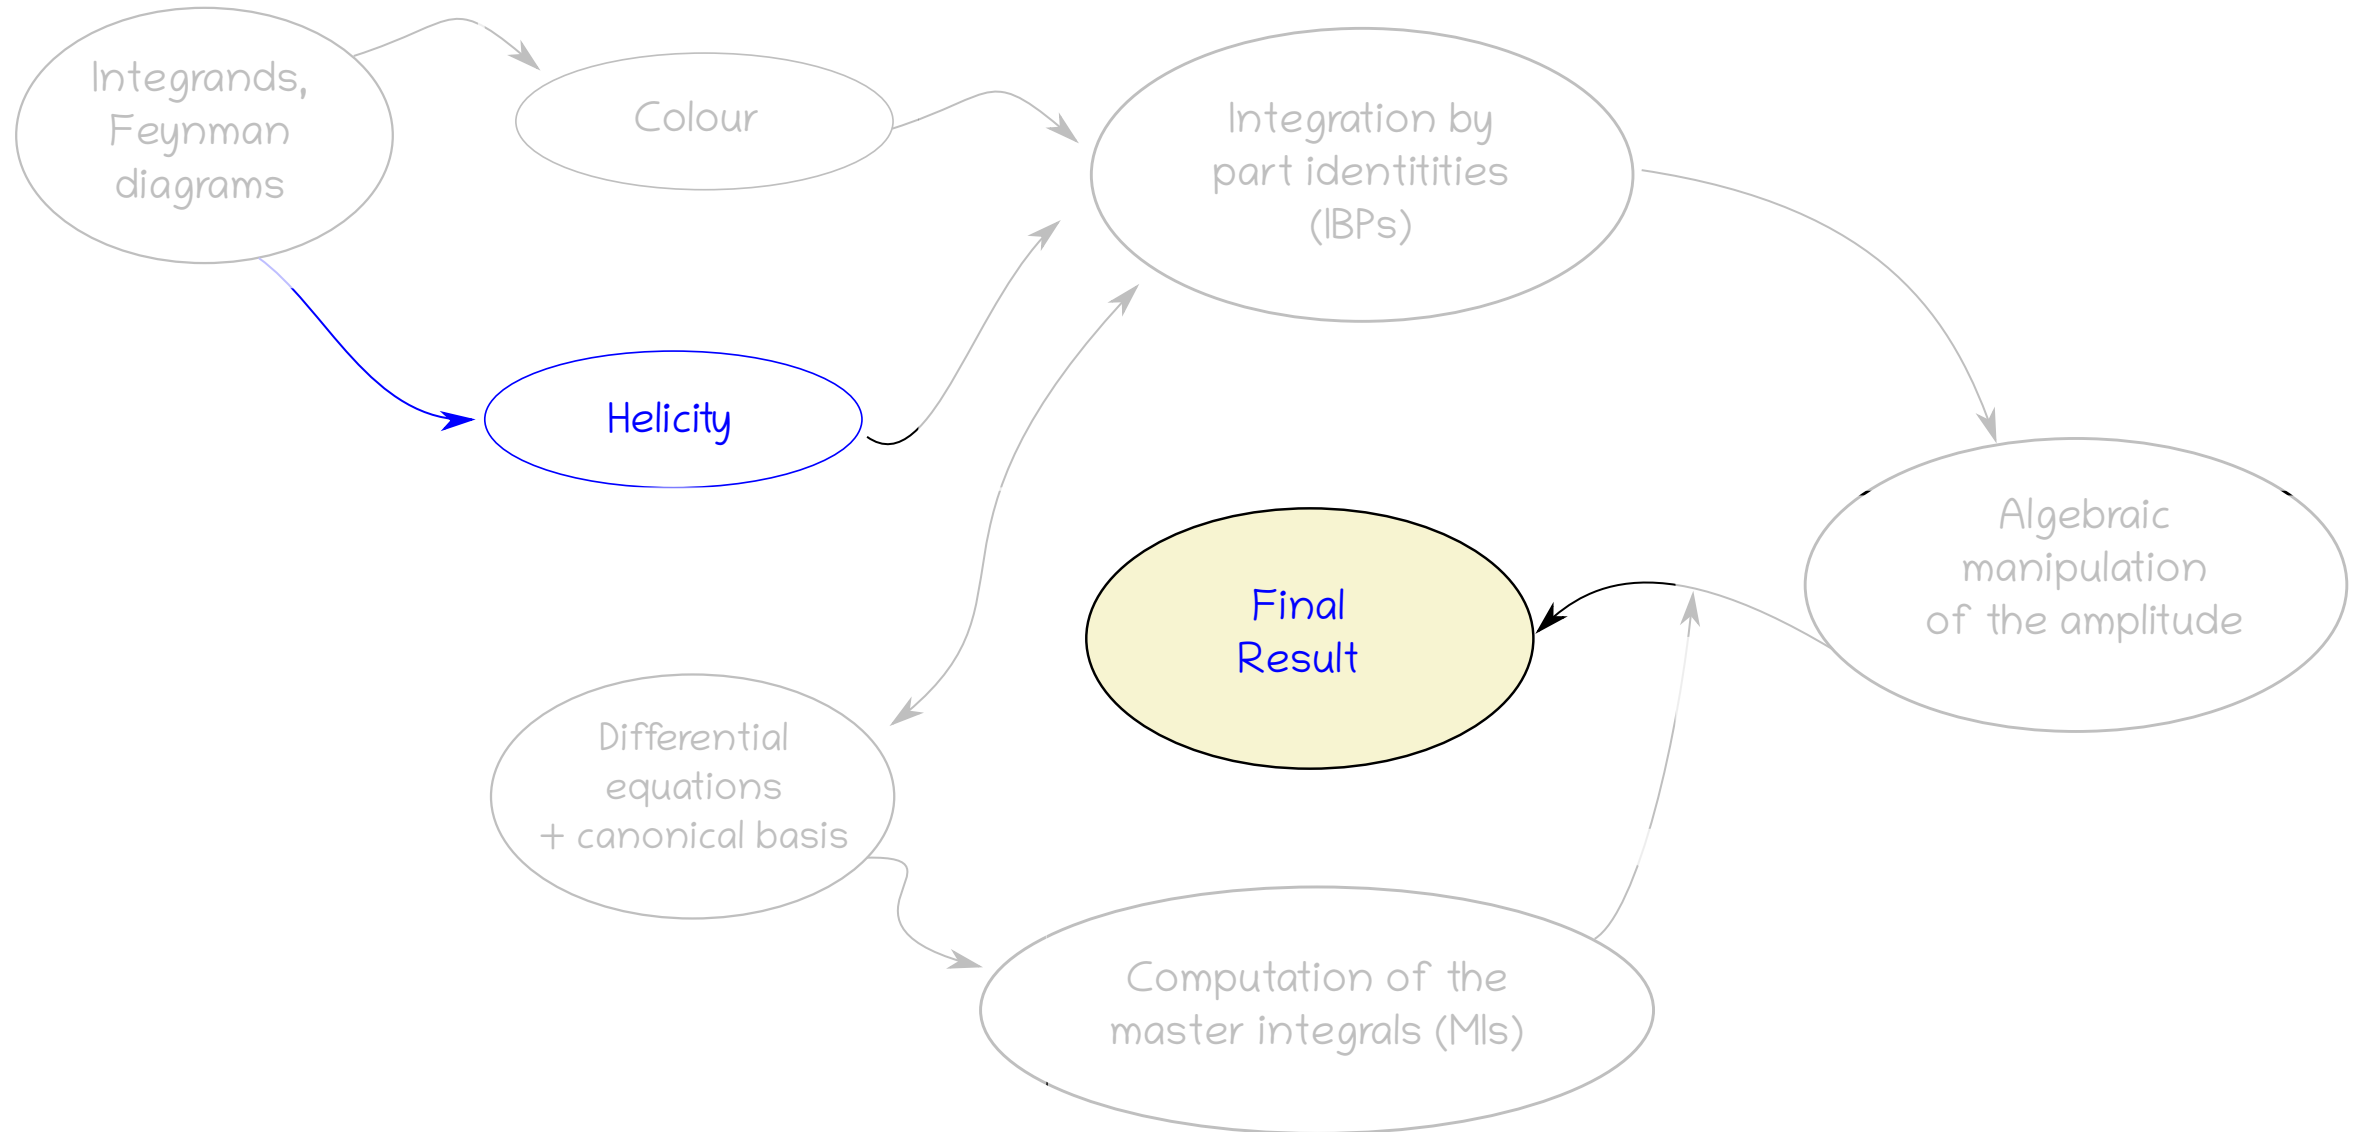 Integrands,
Feynman
diagrams
Colour
Integration by
part identitities
(IBPs)
Helicity
Algebraic
manipulation
of the amplitude
Final
Result
Differential
equations
+ canonical basis
Computation of the
master integrals (MIs)